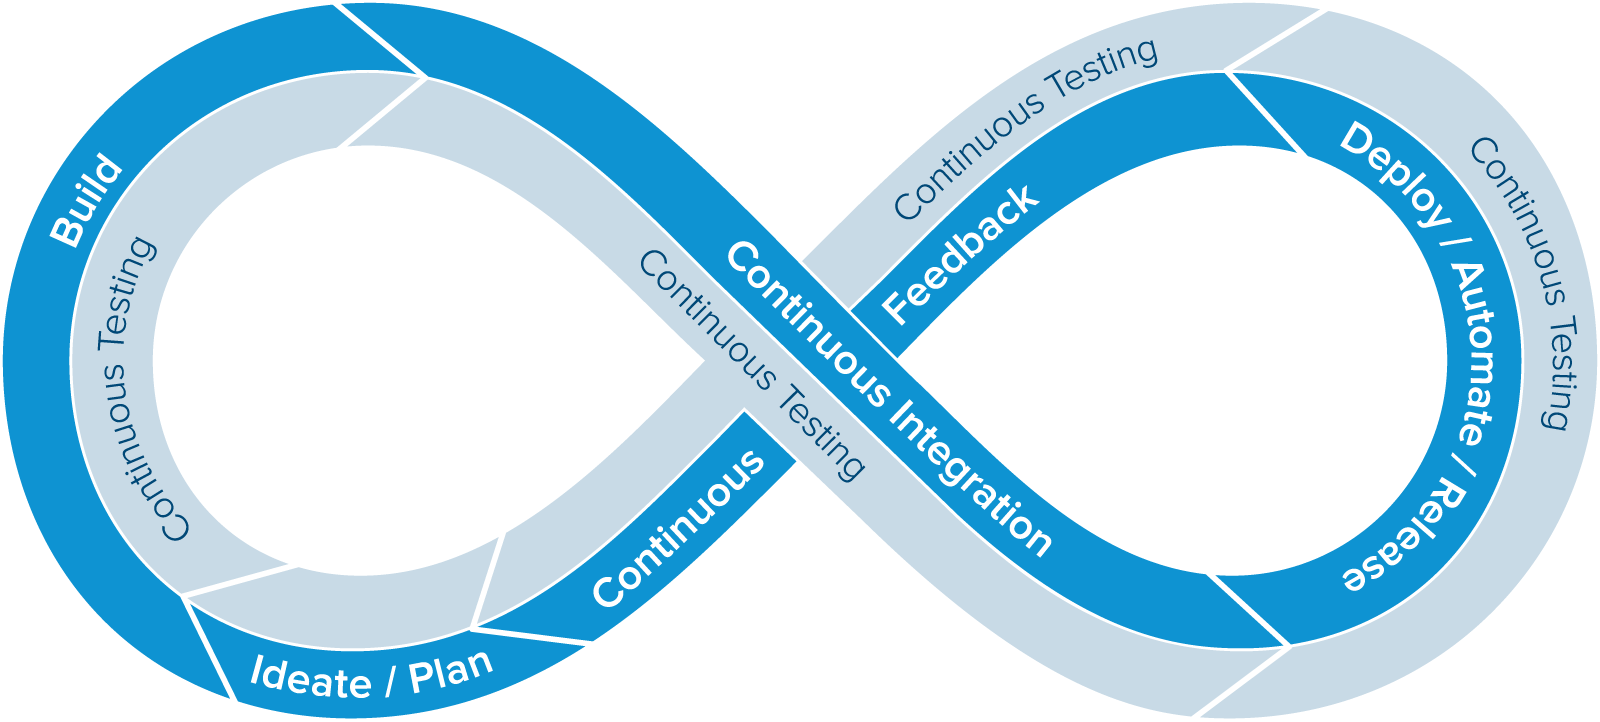 Build
Continuous Testing
Ideate / Plan
Continuous
Feedback
Continuous Integration
Continuous Testing
Continuous Testing
Deploy / Automate / Release
Continuous Testing